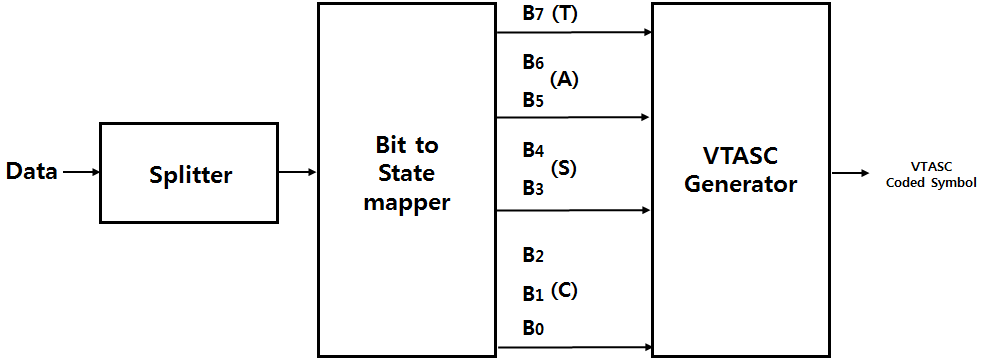 Data
Splitter
Bit to
State
mapper
B7 (T)
B6
(A)
B5
B4
(S)
B3
B2
B1 (C)
B0
VTASC
Generator
VTASC
Coded Symbol